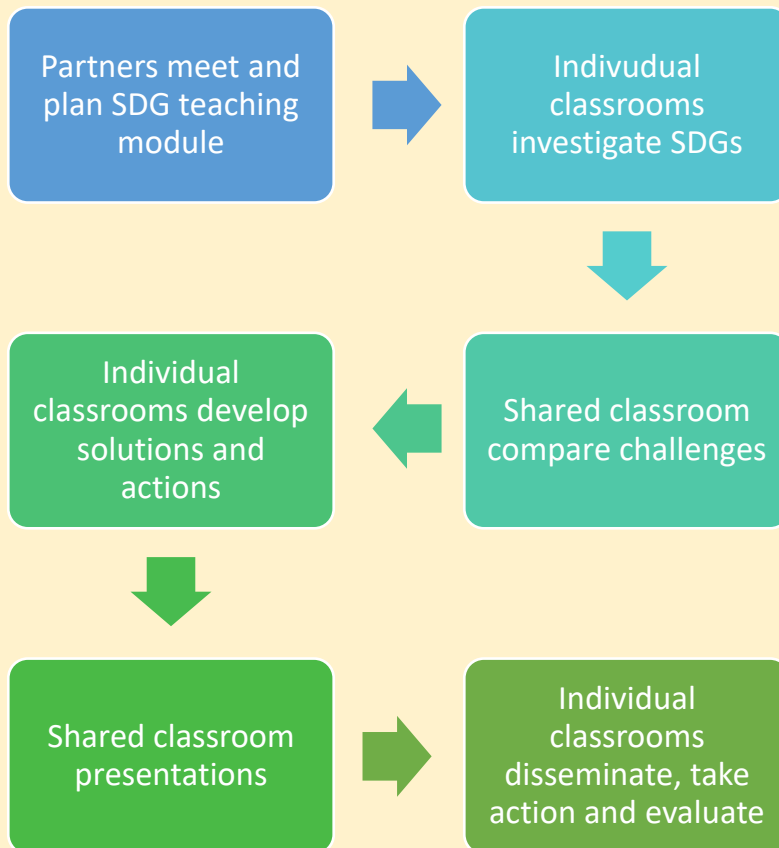 Partners meet and
plan SDG teaching
module
Indivudual
classrooms
investigate SDGs
Shared classroom
compare challenges
Individual
classrooms develop
solutions and
actions
Shared classroom
presentations
Individual
classrooms
disseminate, take
action and evaluate